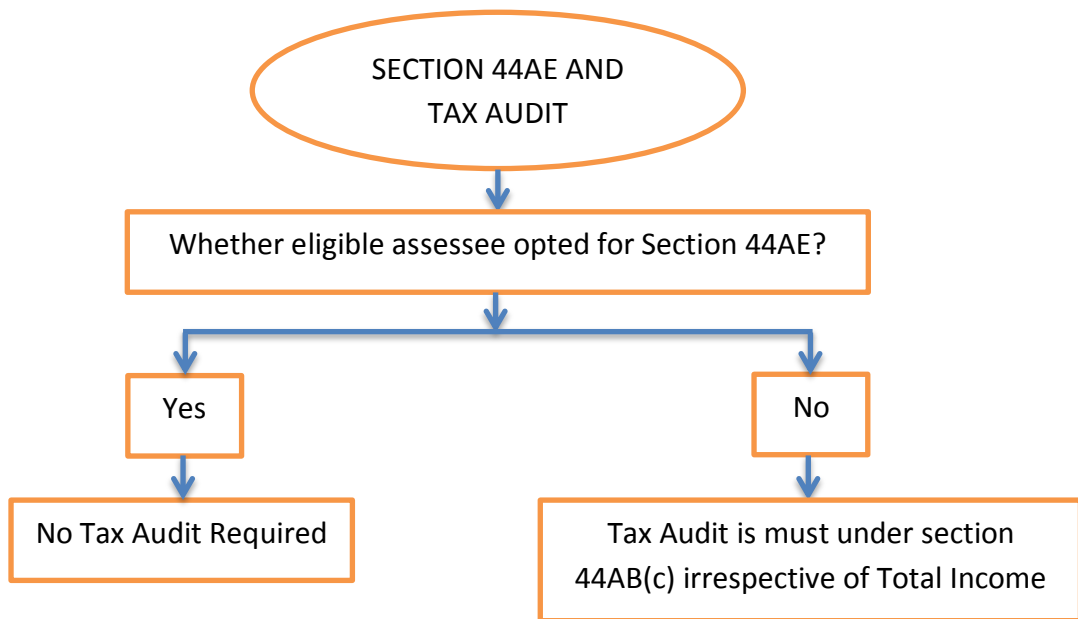 SECTION 44AE AND
TAX AUDIT
Whether eligible assessee opted for Section 44AE?
Yes
No
No Tax Audit Required
Tax Audit is must under section
44AB(c) irrespective of Total Income